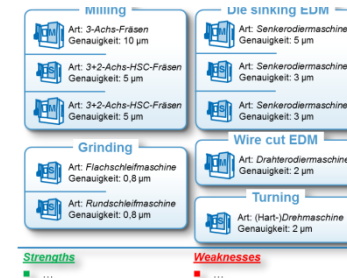 Milling
Art: 3-Achs-Fräsen
Genauigkeit: 10 µm
Art: 3+2-Achs-HSC-Fräsen
Genauigkeit: 5 µm
Art: 3+2-Achs-HSC-Fräsen
Genauigkeit: 5 µm
Grinding
Art: Flachschleifmaschine
Genauigkeit: 0,8 µm
Art: Rundschleifmaschine
Genauigkeit: 0,8 µm
Die sinking EDM
Art: Senkerodiermaschine
Genauigkeit: 5 µm
Art: Senkerodiermaschine
Genauigkeit: 3 µm
Art: Senkerodiermaschine
Genauigkeit: 3 µm
Wire cut EDM
Art: Drahterodiermaschine
Genauigkeit: 2 µm
Turning
Art: (Hart-)Drehmaschine
Genauigkeit: 2 µm
Strengths
...
Weaknesses
...